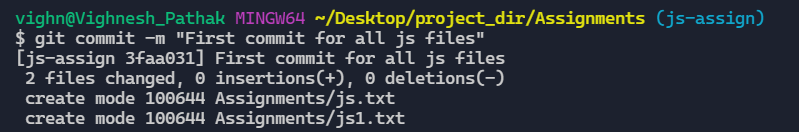 vighn@Vighnesh_Pathak MINGW64 ~/Desktop/project_dir/Assignments (js-assign)
$ git commit -m "First commit for all js files"
[js-assign 3faa031] First commit for all js files
 2 files changed, 0 insertions(+), 0 deletions(-)
 create mode 100644 Assignments/js.txt
 create mode 100644 Assignments/js1.txt